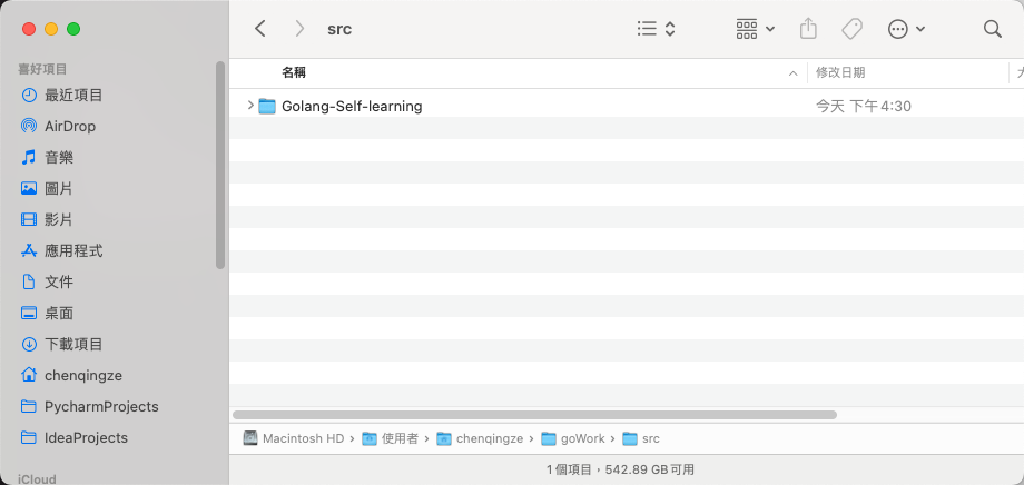 src
喜好項目
最近項目
AirDrop
音樂
圖片
影片
應用程式
文件
桌面
下載項目
chenqingze
PycharmProjects
IdeaProjects
iCloud
名稱 修改日期
Golang-Self-learning 今天 下午 4:30
Macintosh HD › 使用者 › chenqingze › goWork › src
1 個項目，542.89 GB 可用